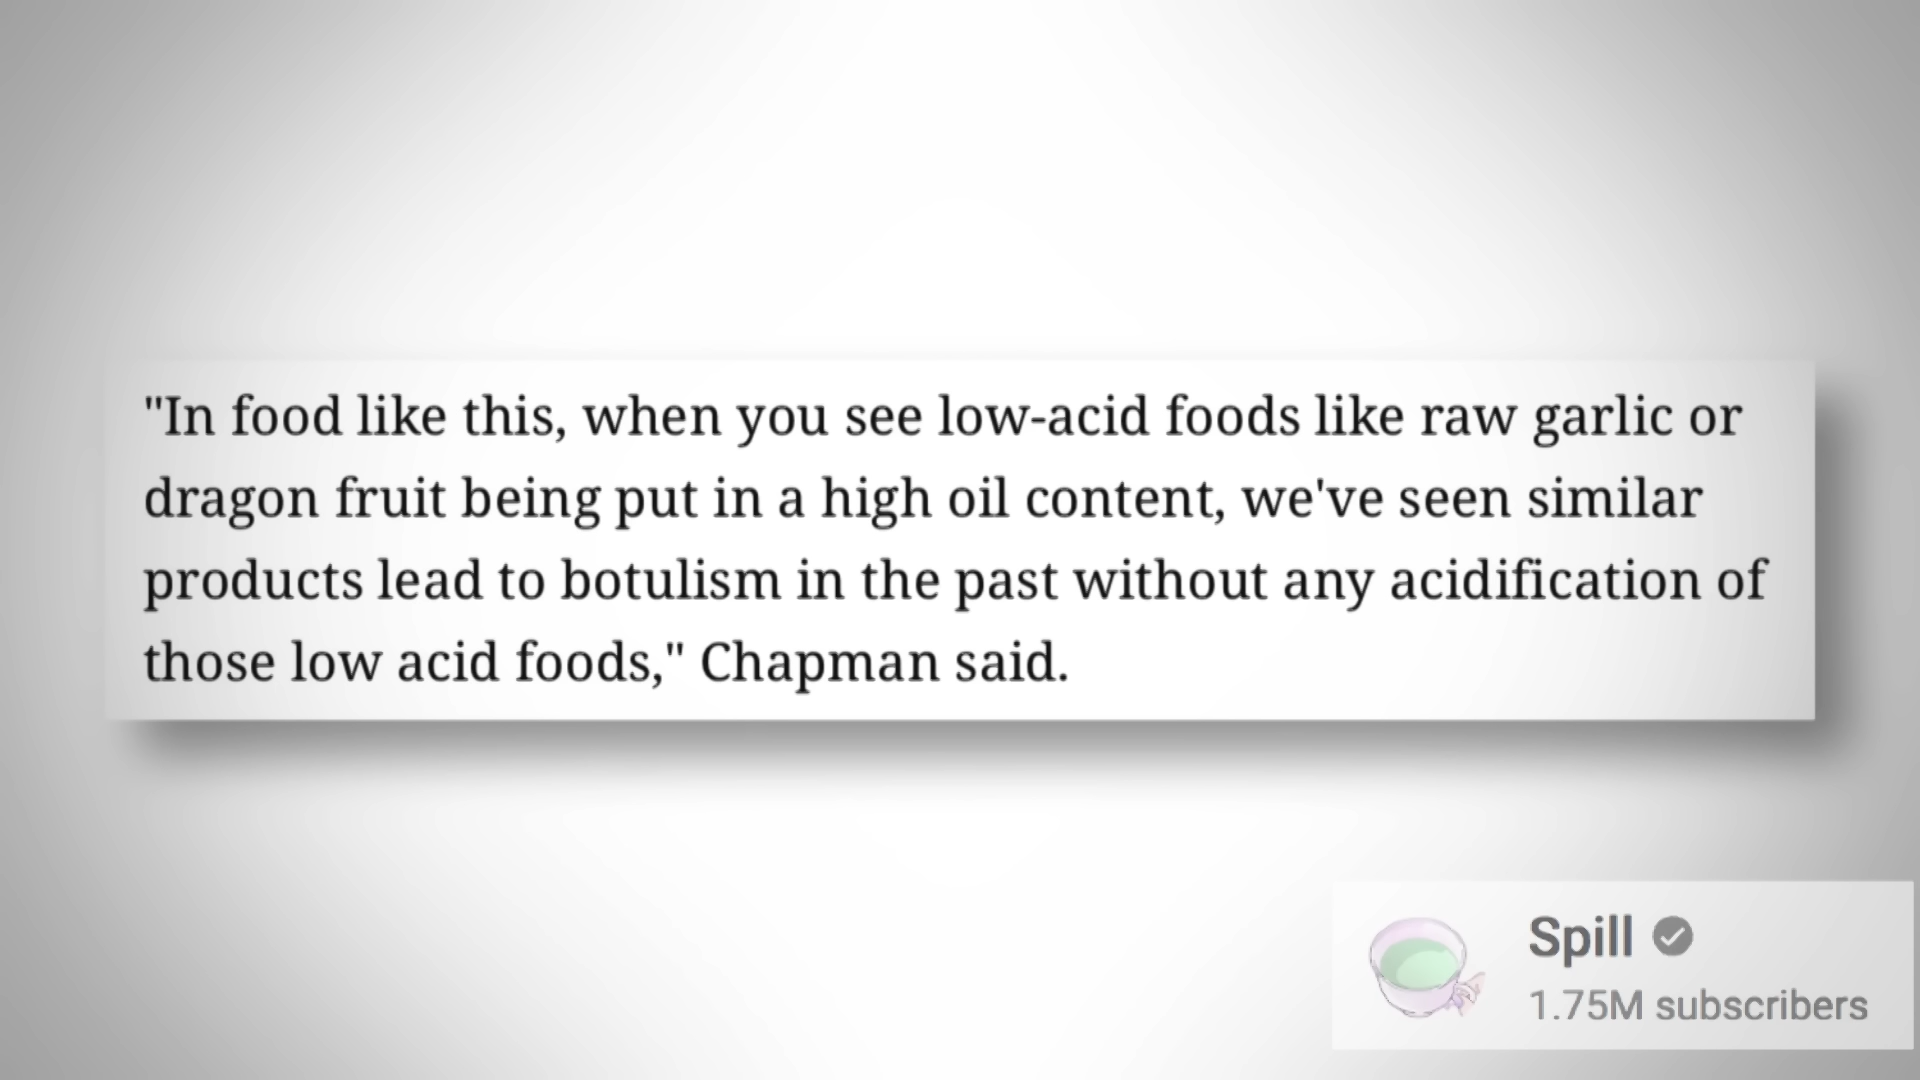 "In food like this, when you see low-acid foods like raw garlic or
dragon fruit being put in a high oil content, we've seen similar
products lead to botulism in the past without any acidification of
those low acid foods," Chapman said.
Spill
1.75M subscribers